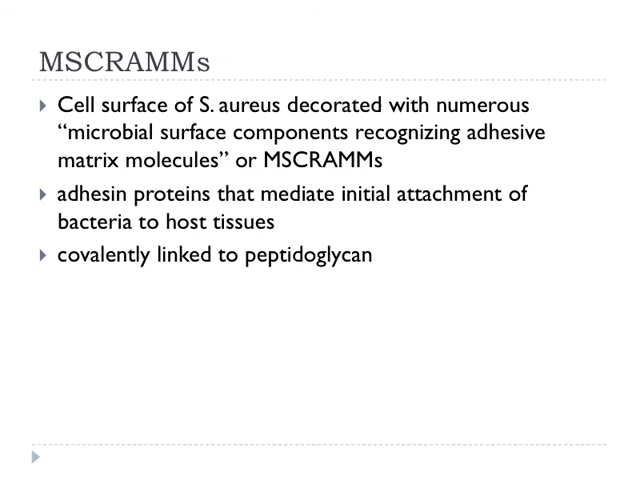 MSCRAMMs
Cell surface of S. aureus decorated with numerous
“microbial surface components recognizing adhesive
matrix molecules” or MSCRAMMs
adhesin proteins that mediate initial attachment of
bacteria to host tissues
covalently linked to peptidoglycan